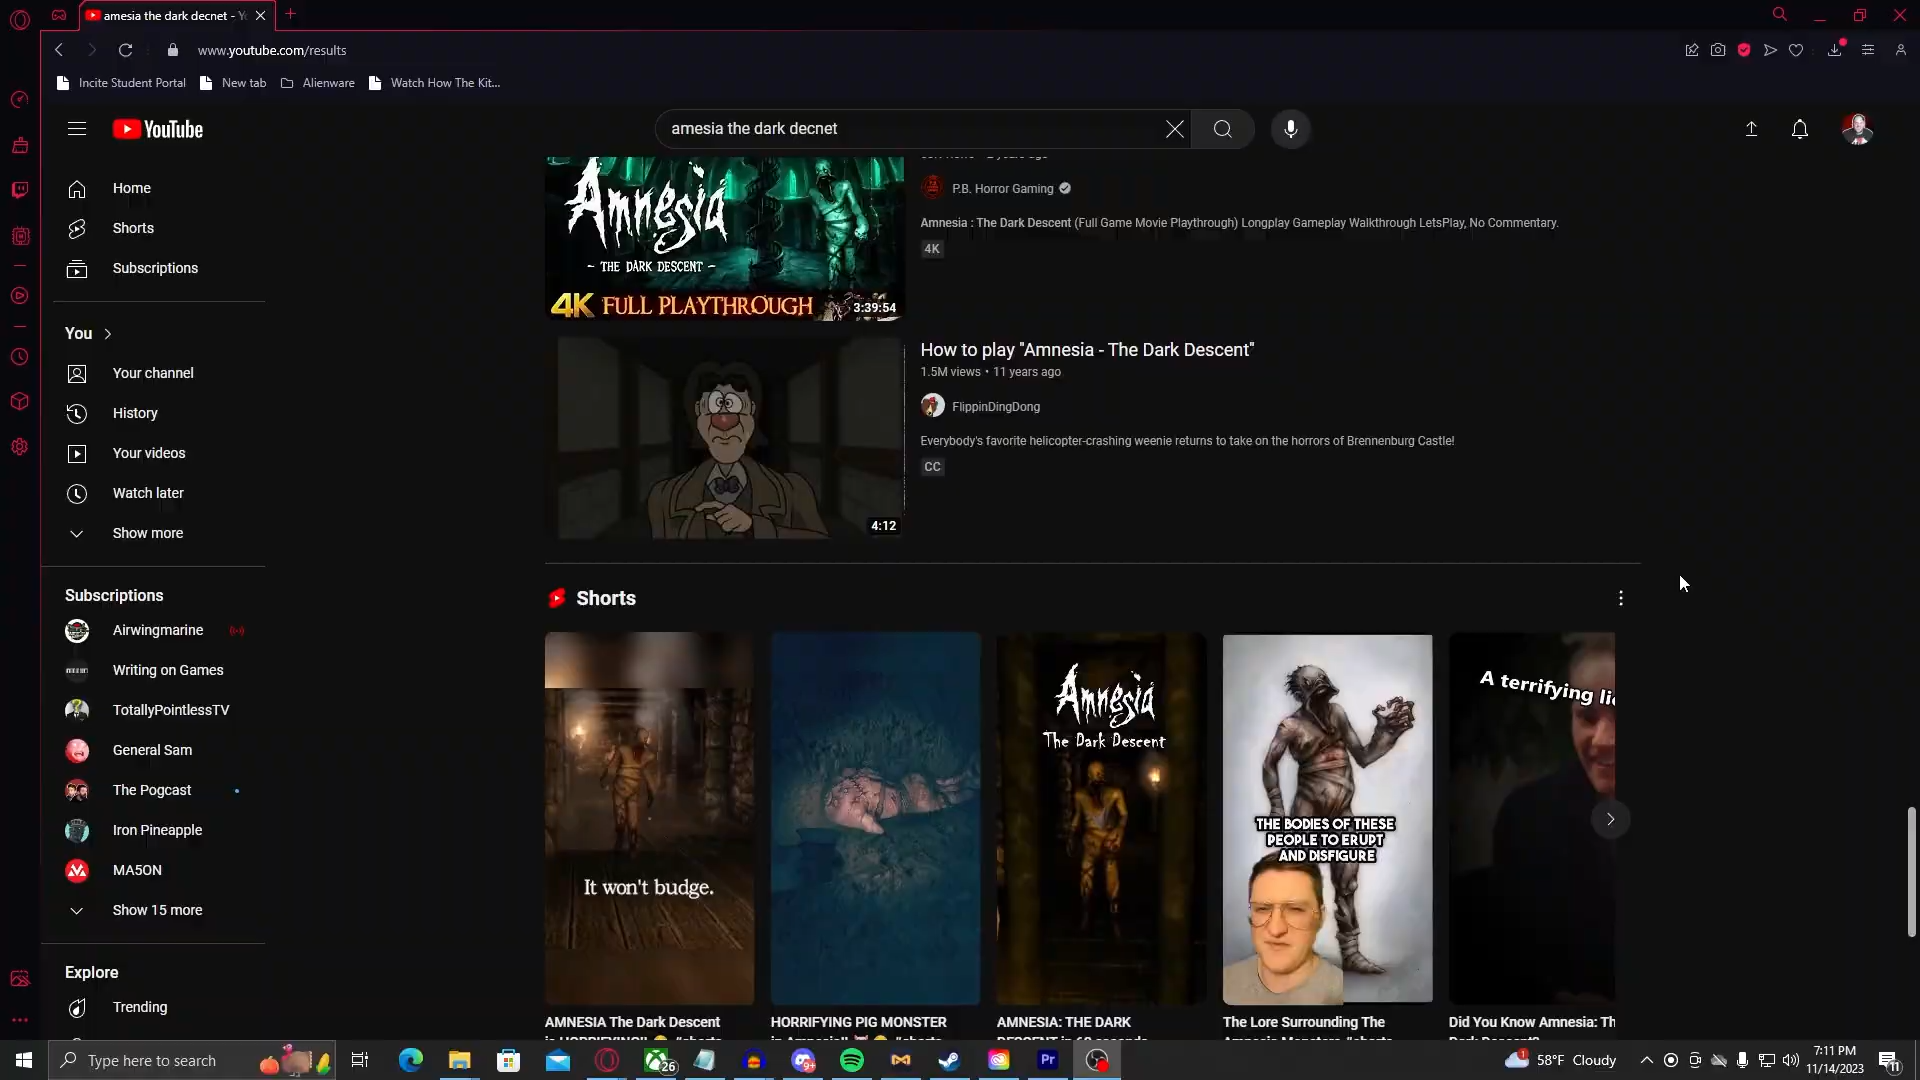 amesia the dark decnet - Y
www.youtube.com/results
Incite Student Portal
New tab
Alienware
Watch How The Kit...
YouTube
amesia the dark decnet
Home
Shorts
Subscriptions
You
Your channel
History
Your videos
Watch later
Show more
Subscriptions
Airwingmarine
Writing on Games
TotallyPointlessTV
General Sam
The Pogcast
Iron Pineapple
MA5ON
Show 15 more
Explore
Trending
Amnesia
- THE DARK DESCENT -
4K FULL PLAYTHROUGH
3:39:54
P.B. Horror Gaming
Amnesia : The Dark Descent (Full Game Movie Playthrough) Longplay Gameplay Walkthrough LetsPlay, No Commentary.
4K
4:12
How to play "Amnesia - The Dark Descent"
1.5M views • 11 years ago
FlippinDingDong
Everybody's favorite helicopter-crashing weenie returns to take on the horrors of Brennenburg Castle!
CC
Shorts
It won't budge.
Amnesia
The Dark Descent
THE BODIES OF THESE
PEOPLE TO ERUPT
AND DISFIGURE
A terrifying li
AMNESIA The Dark Descent
HORRIFYING PIG MONSTER
AMNESIA: THE DARK
The Lore Surrounding The
Did You Know Amnesia: Th
Type here to search
26
9+
Pr
1
58°F Cloudy
7:11 PM
11/14/2023
11